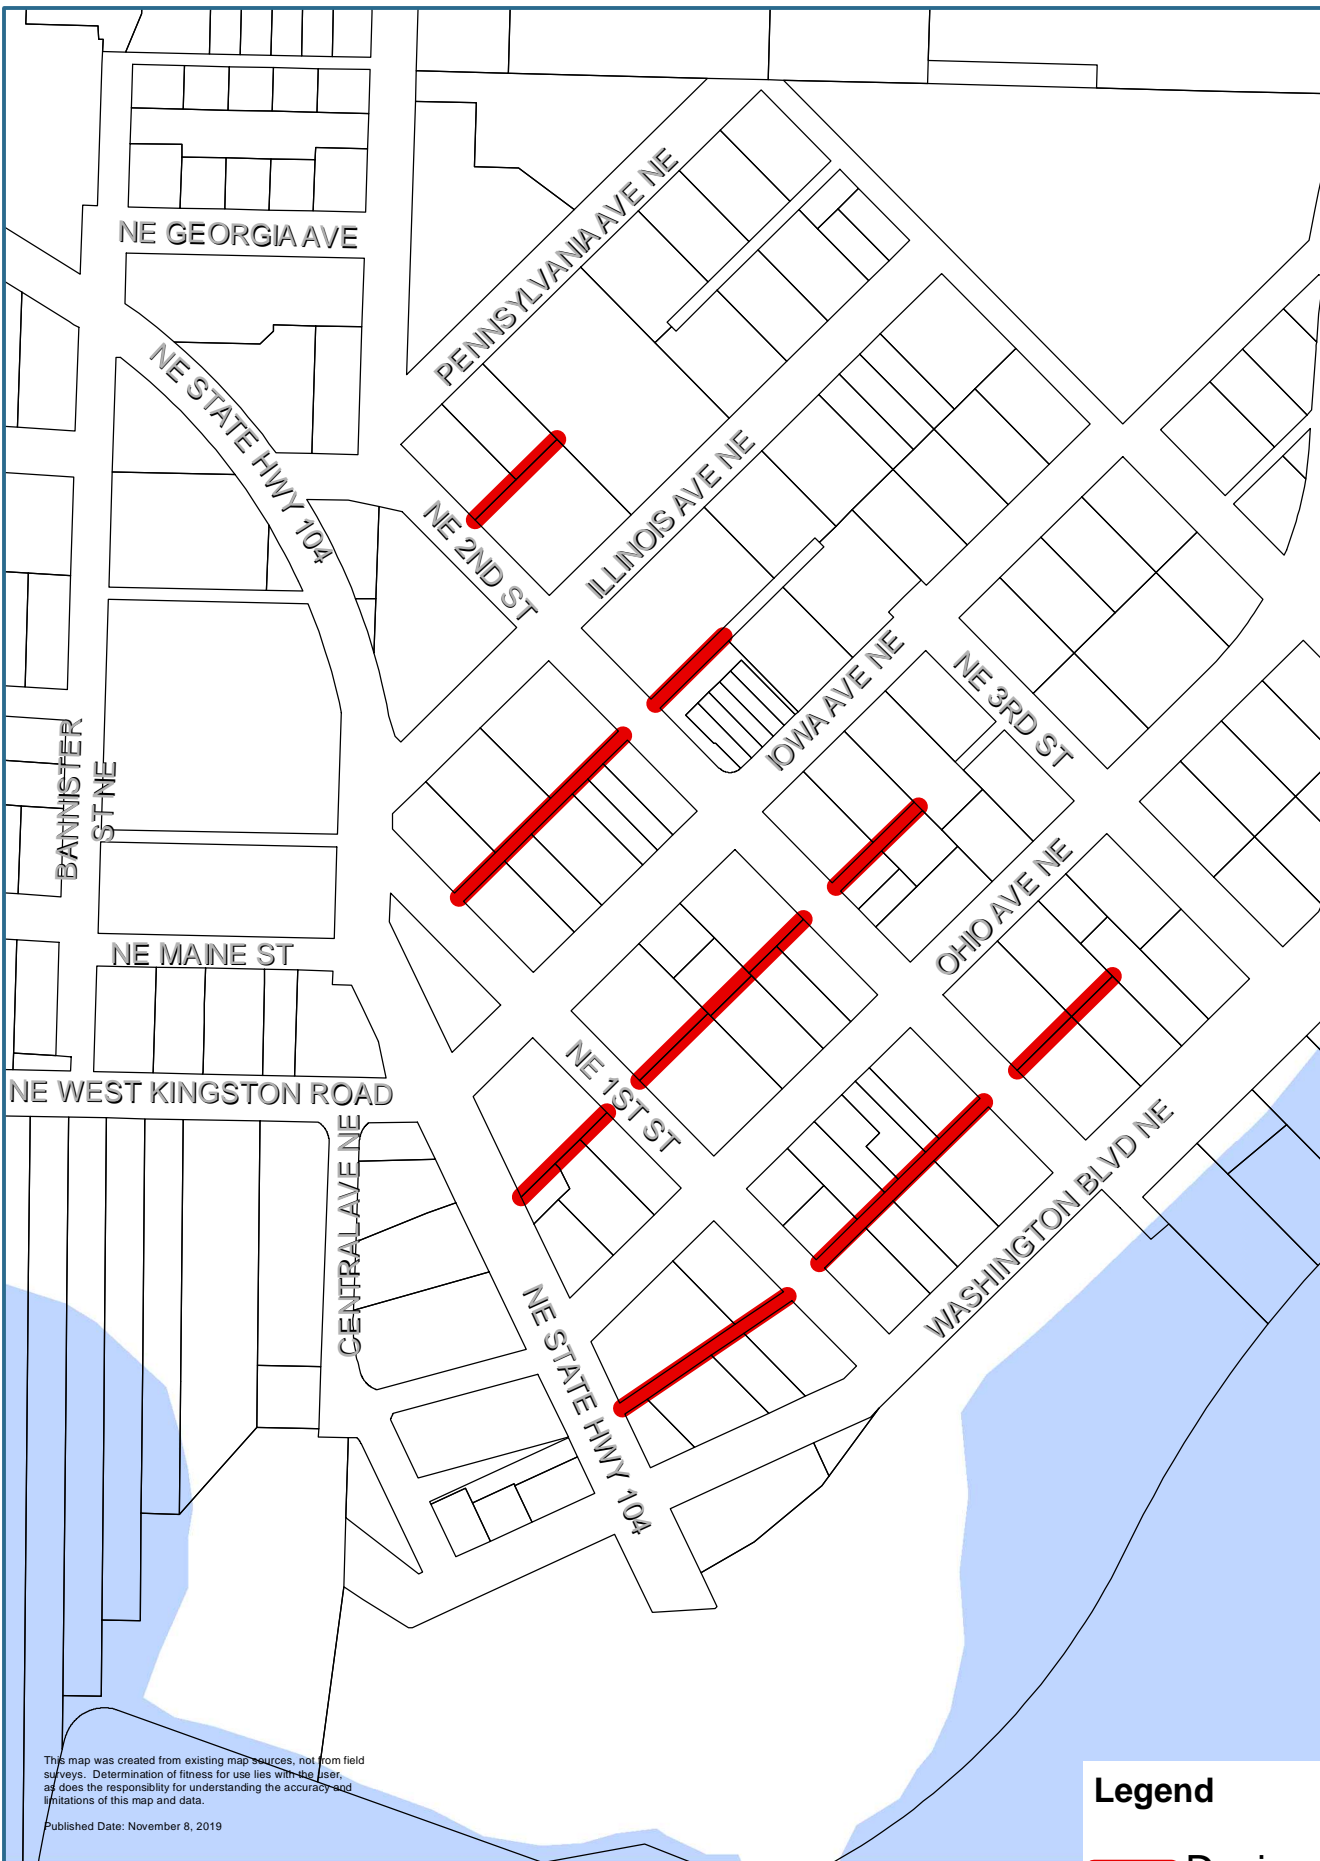 PENNSYLVANIA AVE NE
NE GEORGIA AVE
NE STATE HWY 104
ILLINOIS AVE NE
NE 2ND ST
IOWA AVE NE
NE 3RD ST
BANNISTER
ST NE
OHIO AVE NE
NE MAINE ST
NE 1ST ST
NE WEST KINGSTON ROAD
CENTRAL AVE NE
WASHINGTON BLVD NE
NE STATE HWY 104
This map was created from existing map sources, not from field
surveys. Determination of fitness for use lies with the user,
as does the responsiblity for understanding the accuracy and
limitations of this map and data.
Published Date: November 8, 2019
Legend